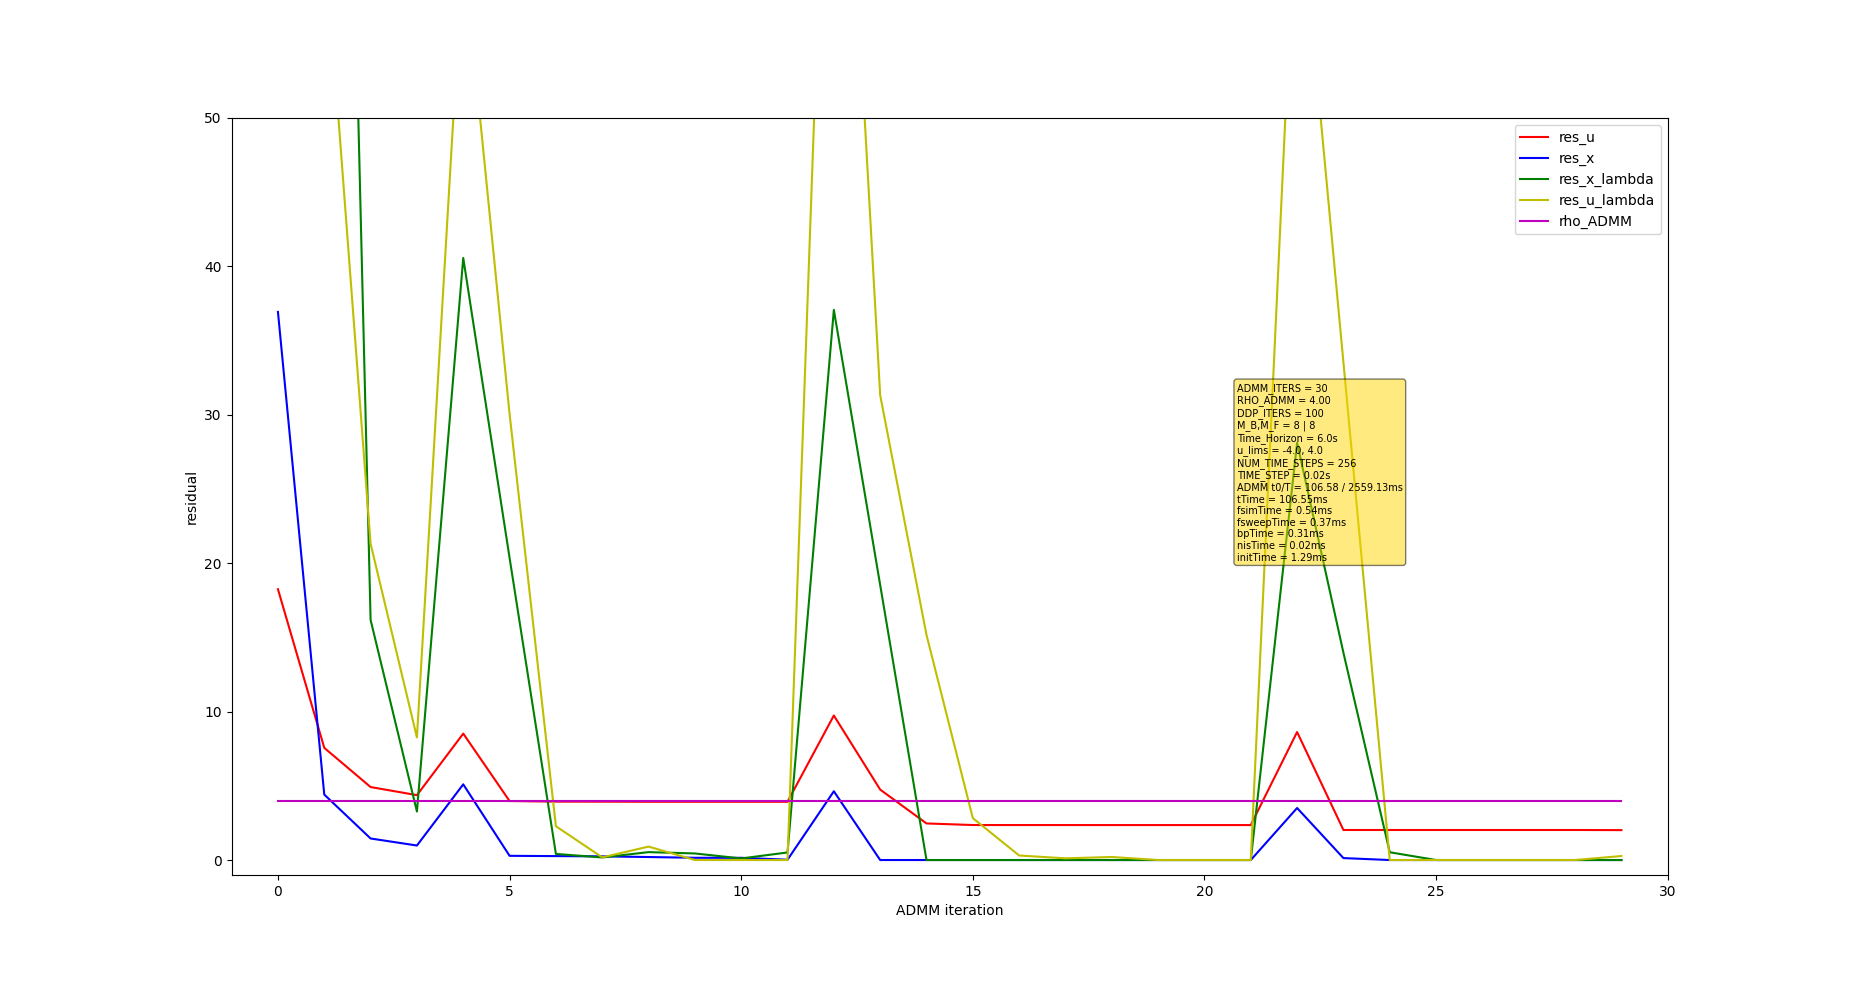 50
40
30
20
10
0
residual
0 5 10 15 20 25 30
ADMM iteration
res_u
res_x
res_x_lambda
res_u_lambda
rho_ADMM
ADMM_ITERS = 30
RHO_ADMM = 4.00
DDP_ITERS = 100
M_B,M_F = 8 | 8
Time_Horizon = 6.0s
u_lims = -4.0, 4.0
NUM_TIME_STEPS = 256
TIME_STEP = 0.02s
ADMM t0/T = 106.58 / 2559.13ms
tTime = 106.55ms
fsimTime = 0.54ms
fsweepTime = 0.37ms
bpTime = 0.31ms
nisTime = 0.02ms
initTime = 1.29ms